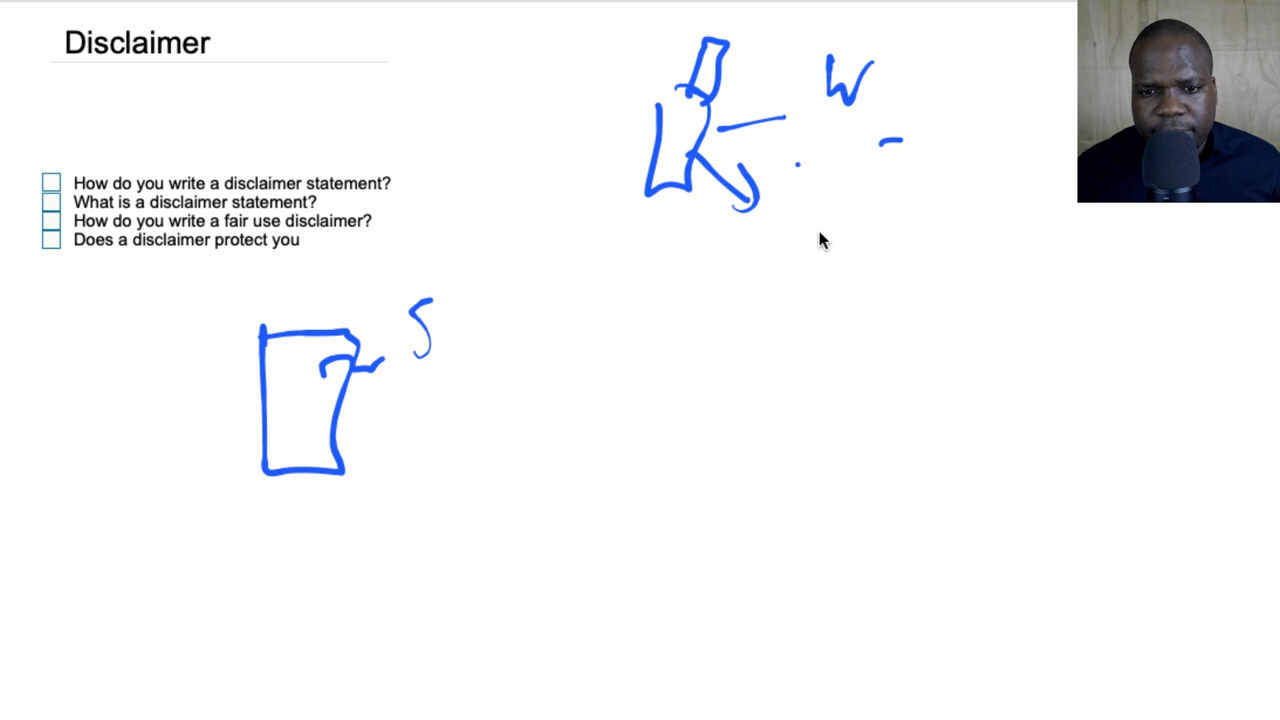 Disclaimer
W
How do you write a disclaimer statement?
What is a disclaimer statement?
How do you write a fair use disclaimer?
Does a disclaimer protect you
S